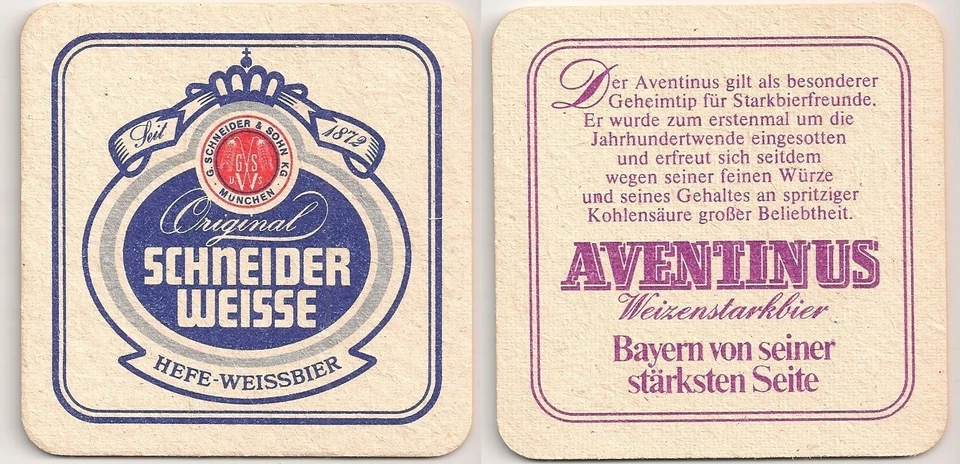 Seit 1872
G. SCHNEIDER & SOHN KG
· MÜNCHEN ·
GS
Original
SCHNEIDER
WEISSE
HEFE-WEISSBIER
Der Aventinus gilt als besonderer
Geheimtip für Starkbierfreunde.
Er wurde zum erstenmal um die
Jahrhundertwende eingesotten
und erfreut sich seitdem
wegen seiner feinen Würze
und seines Gehaltes an spritziger
Kohlensäure großer Beliebtheit.
AVENTINUS
Weizenstarkbier
Bayern von seiner
stärksten Seite